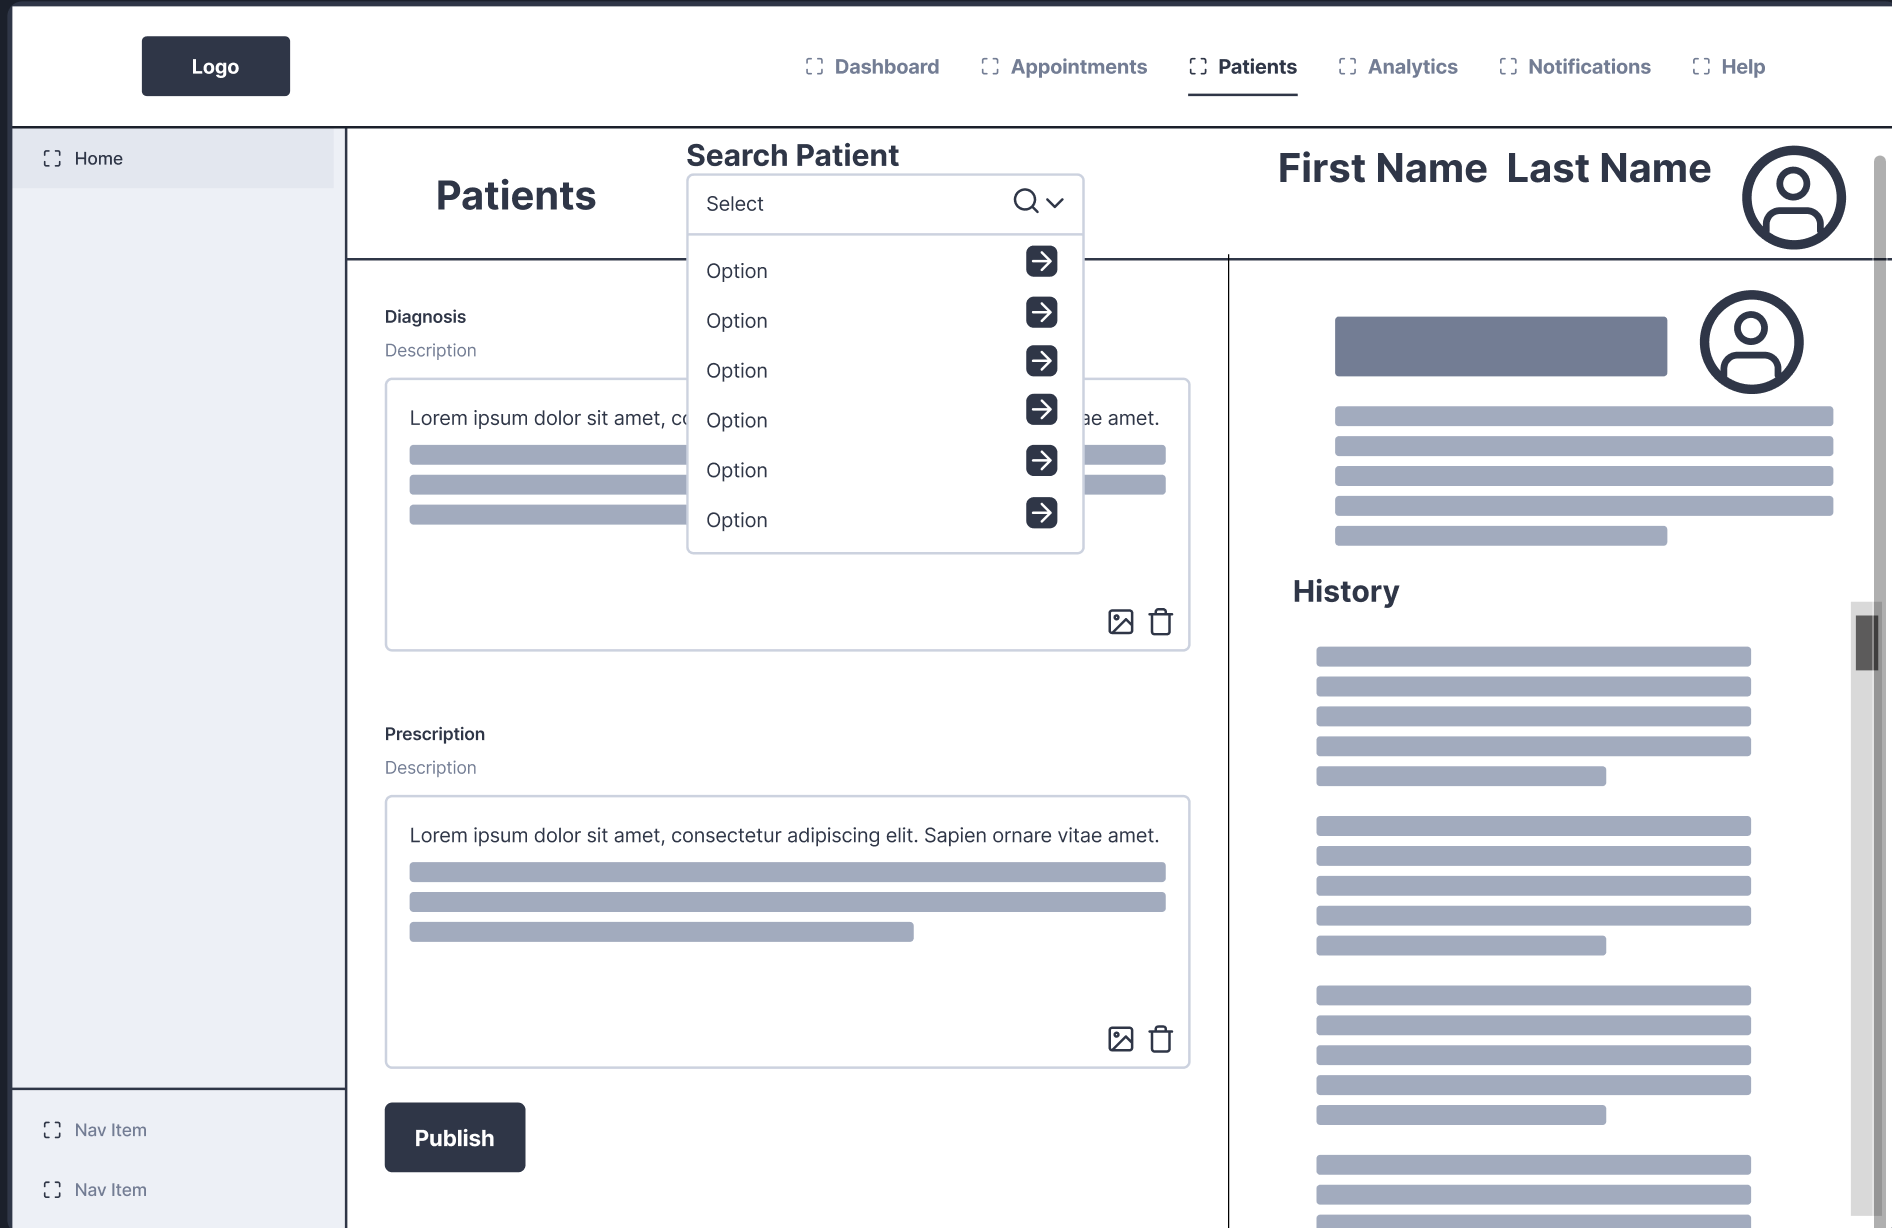 Logo
Dashboard
Appointments
Patients
Analytics
Notifications
Help
Home
Patients
Search Patient
Select
Option
Option
Option
Option
Option
Option
First Name Last Name
Diagnosis
Description
Lorem ipsum dolor sit amet, ae amet.
Prescription
Description
Lorem ipsum dolor sit amet, consectetur adipiscing elit. Sapien ornare vitae amet.
Publish
History
Nav Item
Nav Item